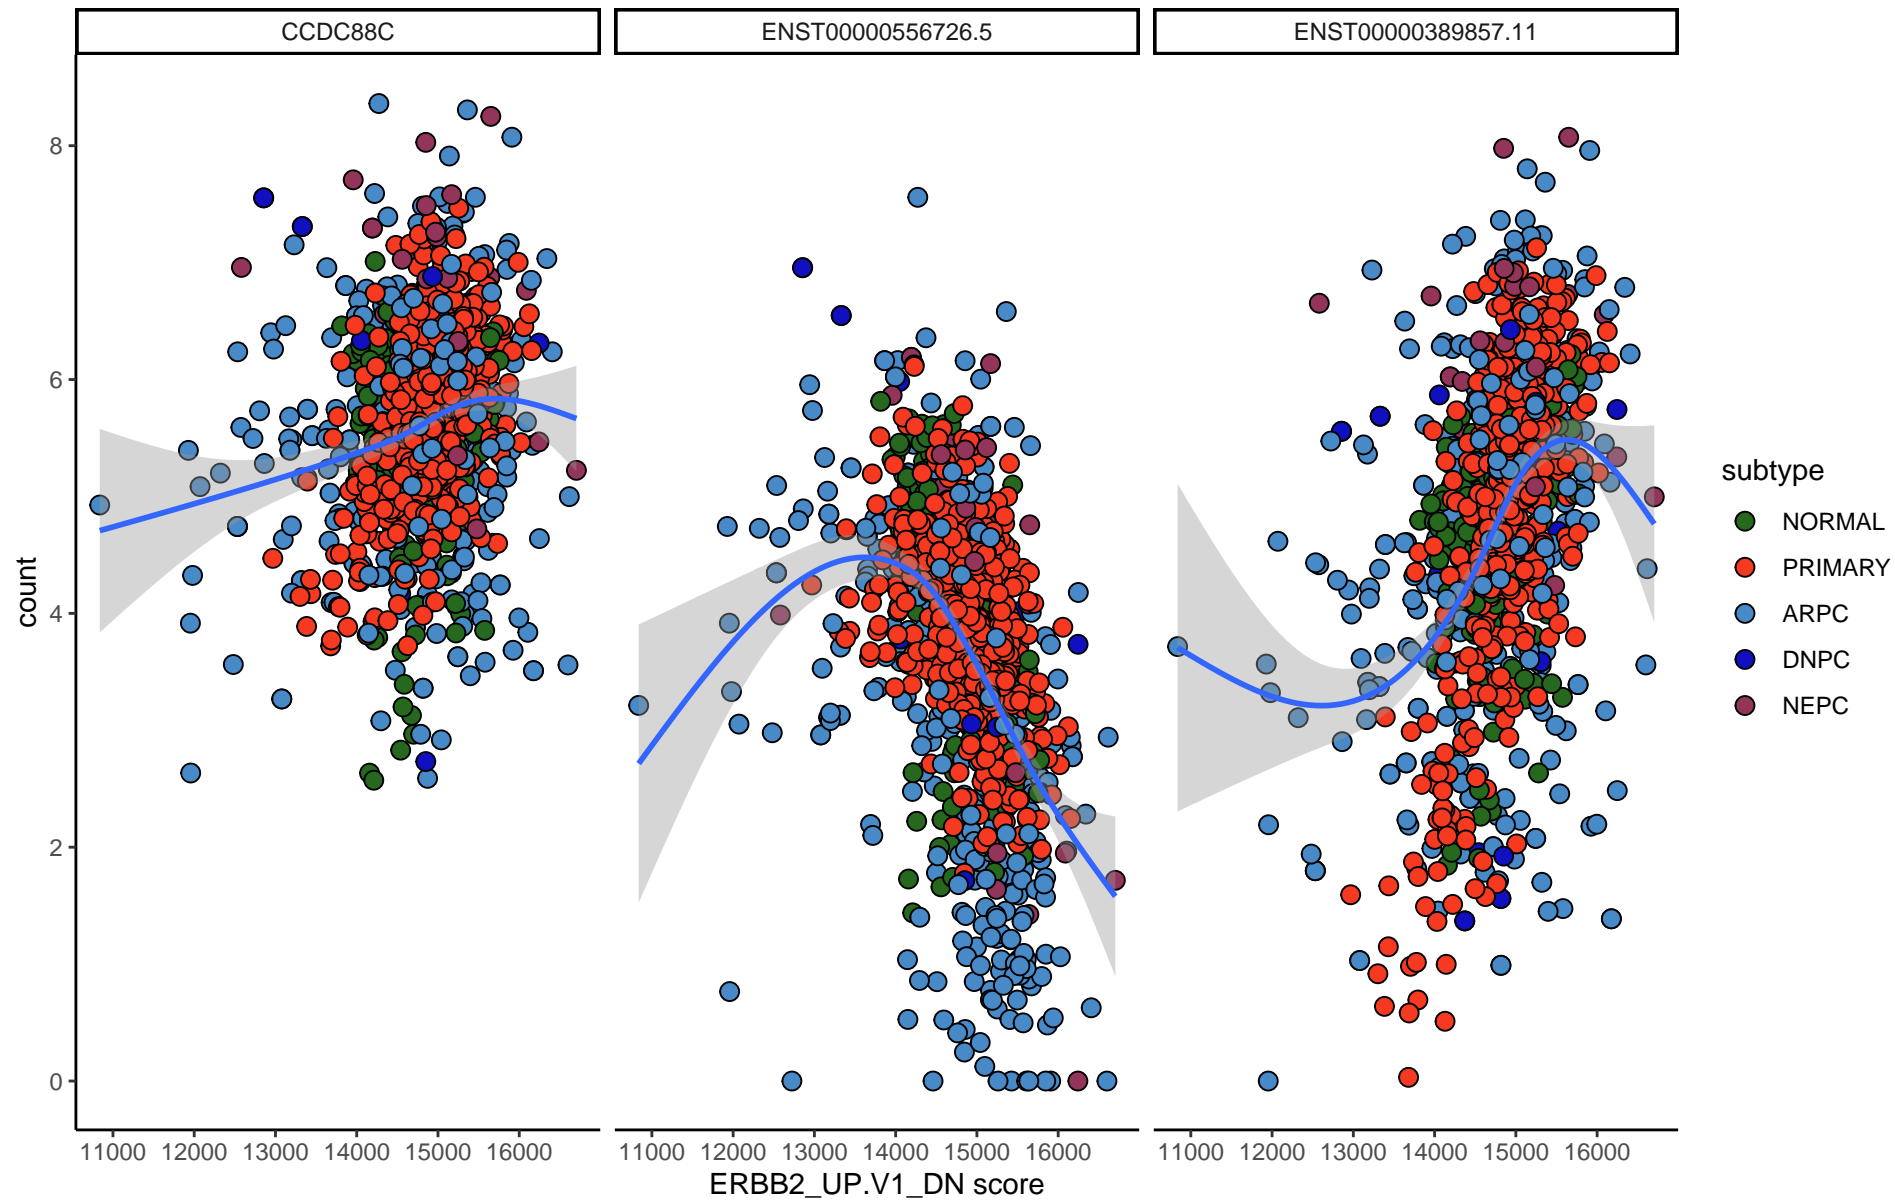 CCDC88C
ENST00000556726.5
ENST00000389857.11
count
8
6
4
2
0
11000 12000 13000 14000 15000 16000
11000 12000 13000 14000 15000 16000
11000 12000 13000 14000 15000 16000
ERBB2_UP.V1_DN score
subtype
NORMAL
PRIMARY
ARPC
DNPC
NEPC